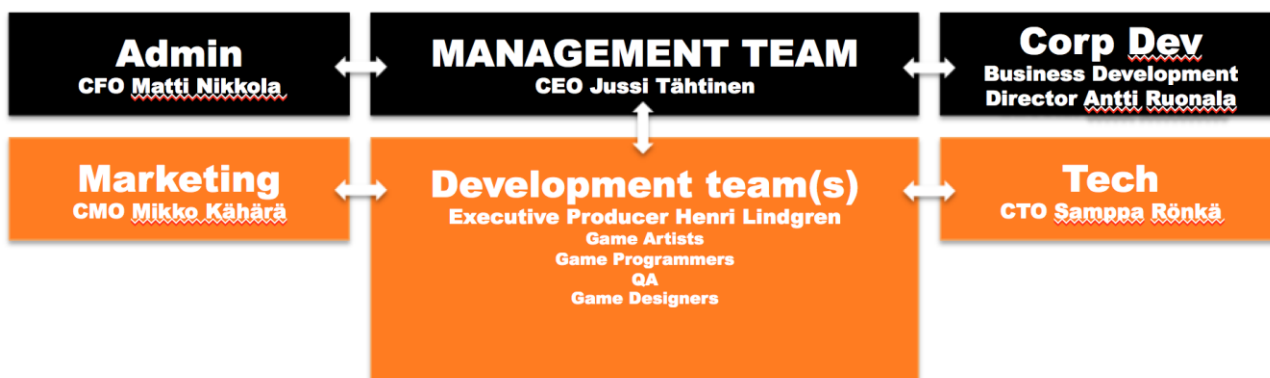 Admin
CFO Matti Nikkola
MANAGEMENT TEAM
CEO Jussi Tähtinen
Corp Dev
Business Development
Director Antti Ruonala
Marketing
CMO Mikko Kähärä
Development team(s)
Executive Producer Henri Lindgren
Game Artists
Game Programmers
QA
Game Designers
Tech
CTO Samppa Rönkä